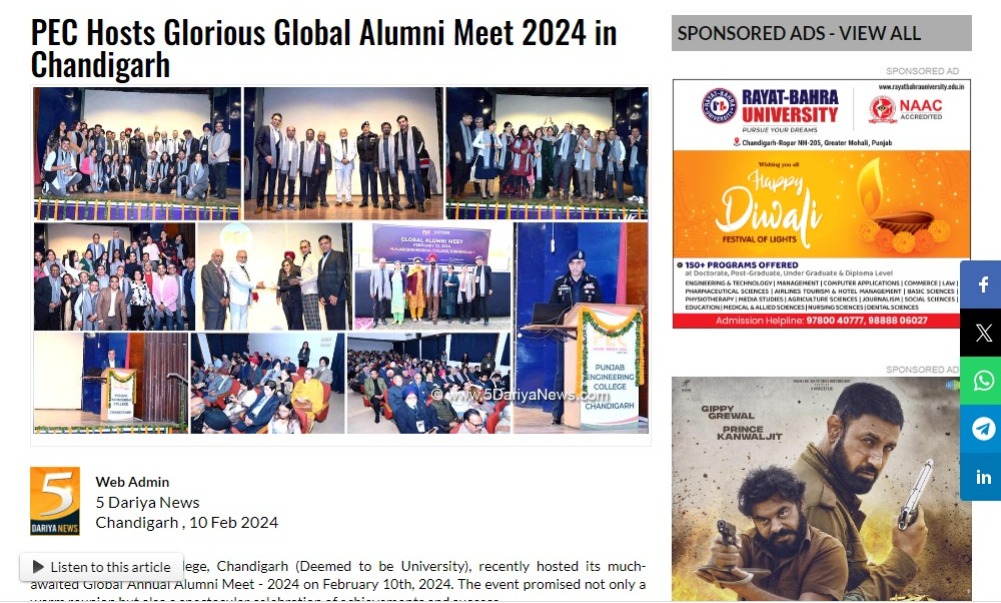 PEC Hosts Glorious Global Alumni Meet 2024 in
Chandigarh
GLOBAL ALUMNI MEET
PEC
PUNJAB
ENGINEERING
COLLEGE
CHANDIGARH
© www.5DariyaNews.com
5
DARIYA NEWS
Web Admin
5 Dariya News
Chandigarh , 10 Feb 2024
Listen to this article
lege, Chandigarh (Deemed to be University), recently hosted its much-
awaited Global Annual Alumni Meet - 2024 on February 10th, 2024. The event promised not only a
SPONSORED ADS - VIEW ALL
SPONSORED AD
www.rayatbahrauniversity.edu.in
RAYAT-BAHRA
UNIVERSITY
PURSUE YOUR DREAMS
NAAC
ACCREDITED
Chandigarh-Ropar NH-205, Greater Mohali, Punjab
Wishing you all
Happy
Diwali
FESTIVAL OF LIGHTS
150+ PROGRAMS OFFERED
at Doctorate, Post-Graduate, Under Graduate & Diploma Level
ENGINEERING & TECHNOLOGY | MANAGEMENT | COMPUTER APPLICATIONS | COMMERCE | LAW |
PHARMACEUTICAL SCIENCES | AIRLINES TOURISM & HOTEL MANAGEMENT | BASIC SCIENCES |
PHYSIOTHERAPY | MEDIA STUDIES | AGRICULTURE SCIENCES | JOURNALISM | SOCIAL SCIENCES |
EDUCATION | MEDICAL & ALLIED SCIENCES | NURSING SCIENCES | DENTAL SCIENCES
Admission Helpline: 97800 40777, 98888 06027
SPONSORED AD
GIPPY
GREWAL
PRINCE
KANWALJIT